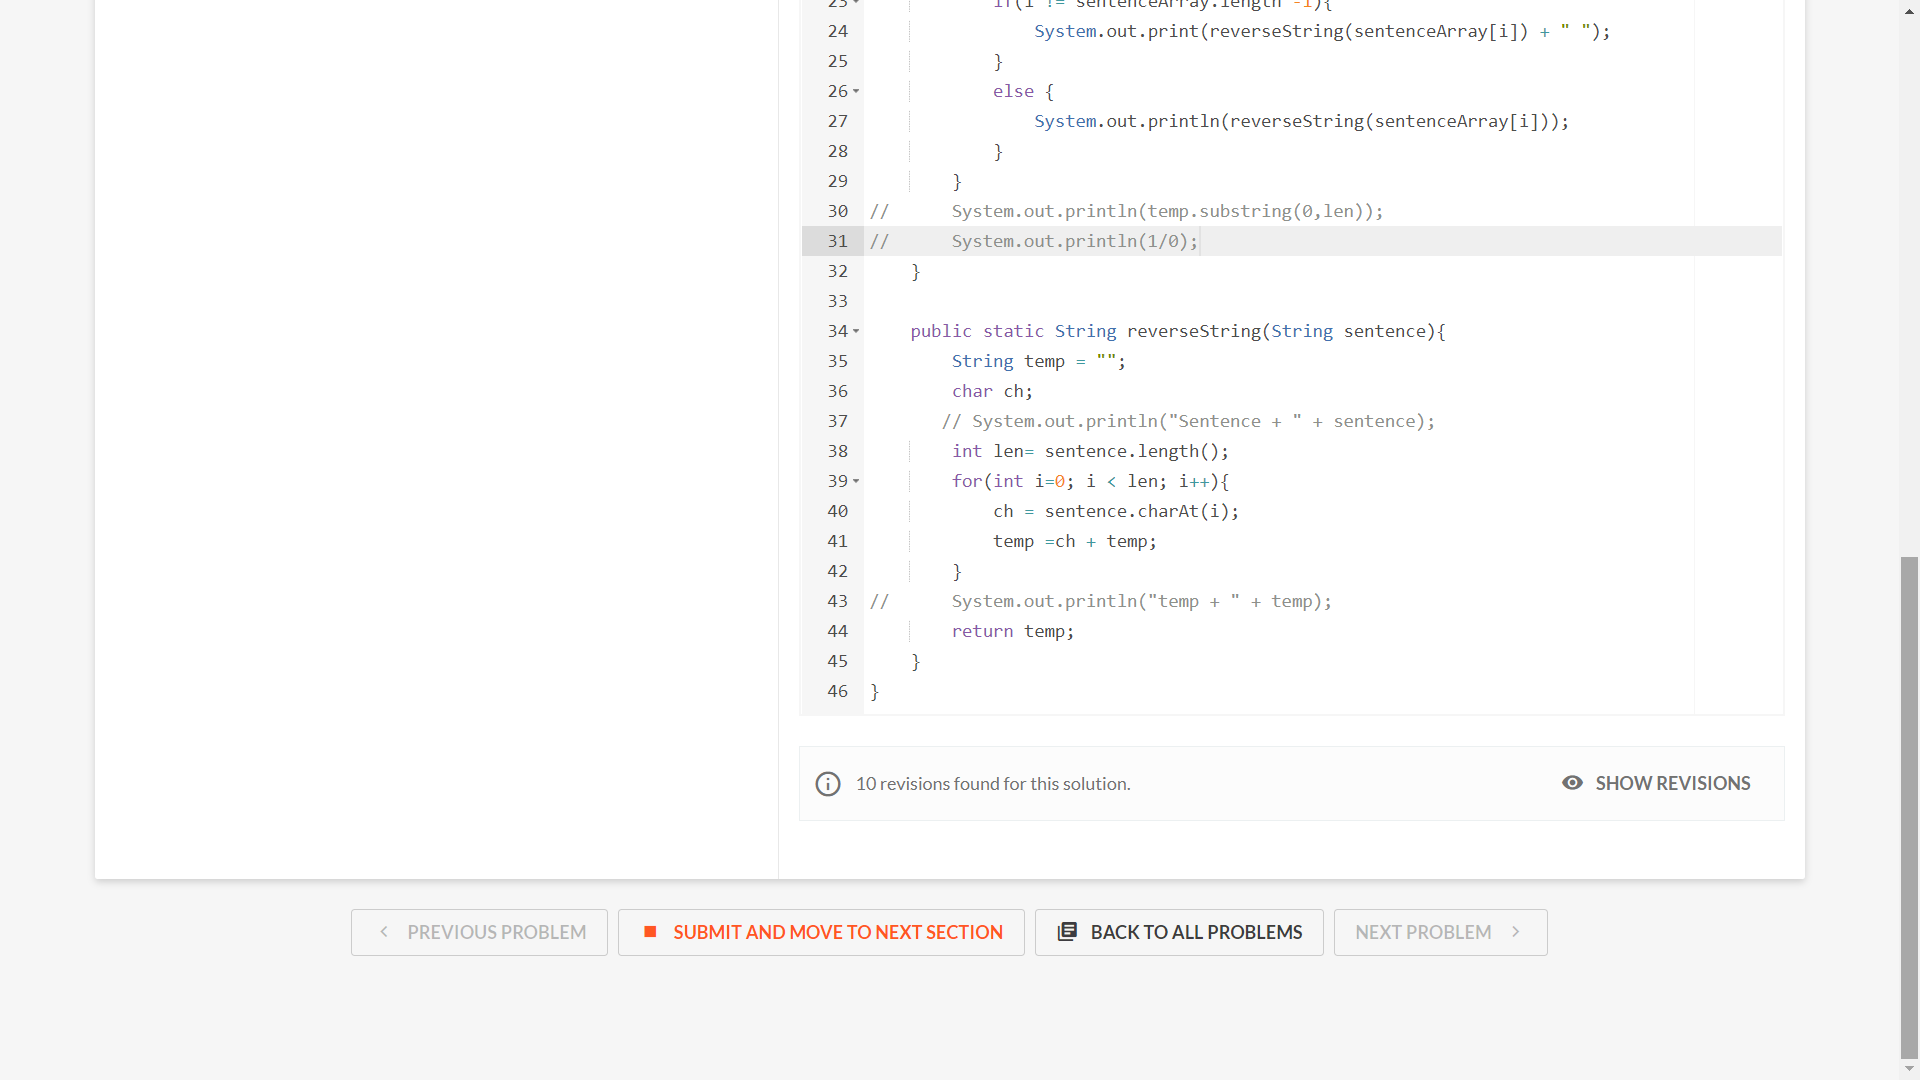 23 if(i != sentenceArray.length -1){
24 System.out.print(reverseString(sentenceArray[i]) + " ");
25 }
26 else {
27 System.out.println(reverseString(sentenceArray[i]));
28 }
29 }
30 // System.out.println(temp.substring(0,len));
31 // System.out.println(1/0);
32 }
33
34 public static String reverseString(String sentence){
35 String temp = "";
36 char ch;
37 // System.out.println("Sentence + " + sentence);
38 int len= sentence.length();
39 for(int i=0; i < len; i++){
40 ch = sentence.charAt(i);
41 temp =ch + temp;
42 }
43 // System.out.println("temp + " + temp);
44 return temp;
45 }
46 }
10 revisions found for this solution.
SHOW REVISIONS
PREVIOUS PROBLEM
SUBMIT AND MOVE TO NEXT SECTION
BACK TO ALL PROBLEMS
NEXT PROBLEM